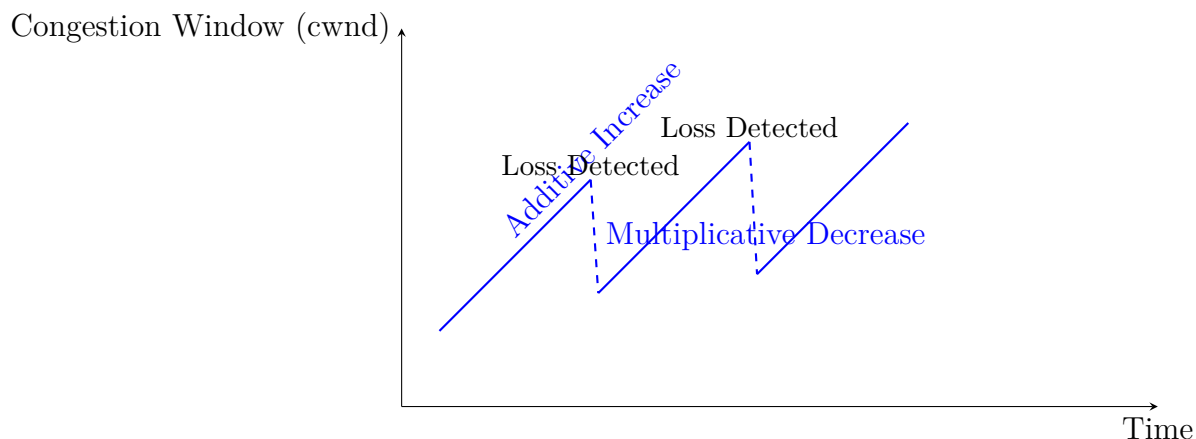 Congestion Window (cwnd)
Additive Increase
Loss Detected
Loss Detected
Multiplicative Decrease
Time